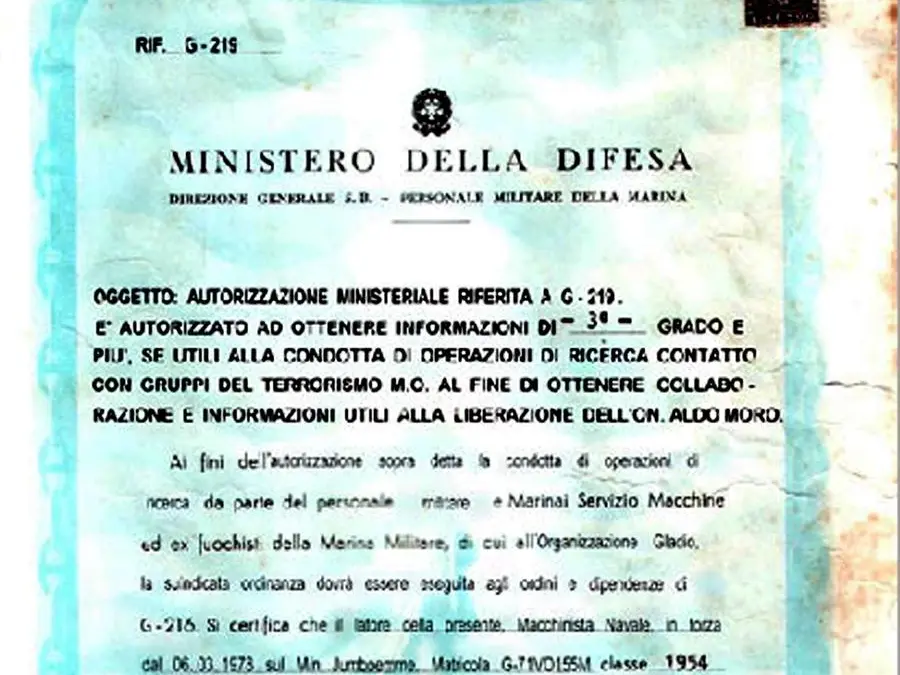 RIF. G-219
MINISTERO DELLA DIFESA
DIREZIONE GENERALE S.B. - PERSONALE MILITARE DELLA MARINA
OGGETTO: AUTORIZZAZIONE MINISTERIALE RIFERITA A G-219.
E' AUTORIZZATO AD OTTENERE INFORMAZIONI DI - 3° - GRADO E
PIU', SE UTILI ALLA CONDOTTA DI OPERAZIONI DI RICERCA CONTATTO
CON GRUPPI DEL TERRORISMO M.O. AL FINE DI OTTENERE COLLABO -
RAZIONE E INFORMAZIONI UTILI ALLA LIBERAZIONE DELL'ON. ALDO MORO.
Ai fini dell'autorizzazione sopra detta la condotta di operazioni di
ricerca da parte del personale e Marinai Servizio Macchine
ed ex fuochisti della Marina Militare, di cui all'Organizzazione Gladio,
la suindicata ordinanza dovrà essere eseguita agli ordini e dipendenze di
G-216. Si certifica che il latore della presente, Macchinista Navale, in forza
dal 06.03.1973 sul M/n Jumboemme, Matricola classe 1954